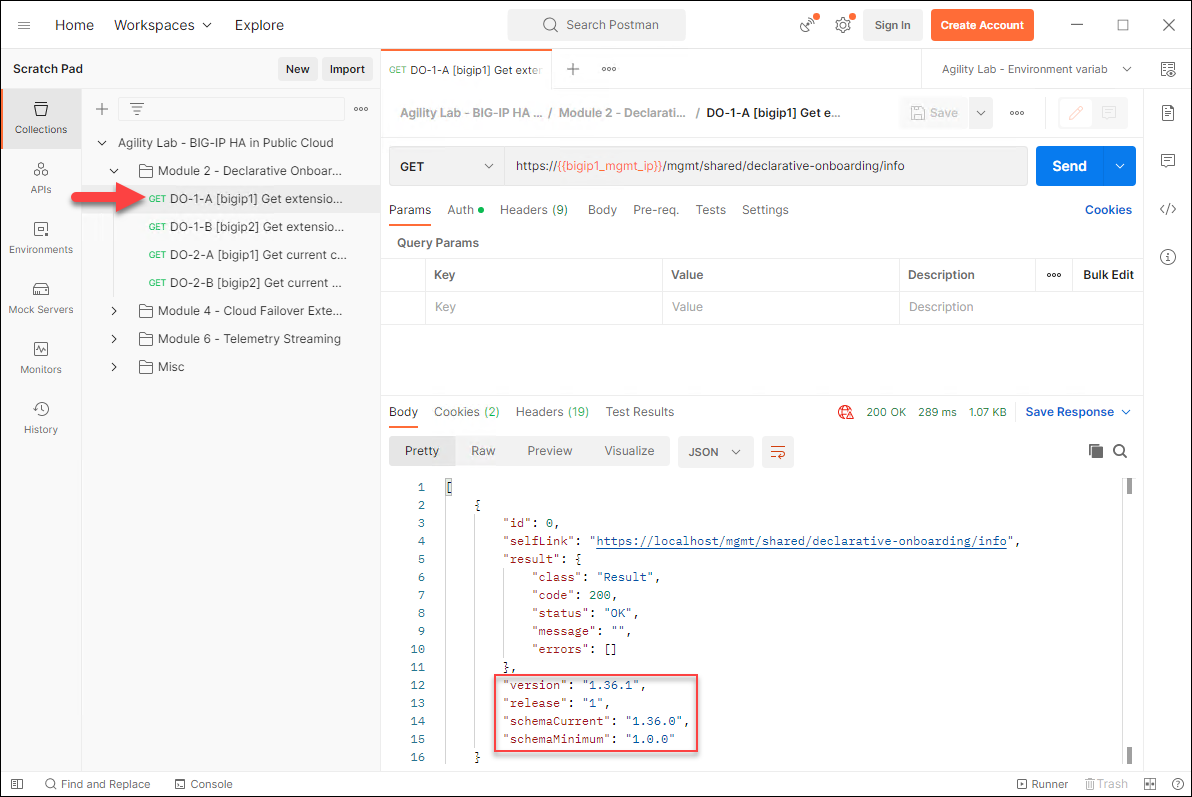 Home Workspaces Explore Search Postman Sign In Create Account
Scratch Pad New Import
GET DO-1-A [bigip1] Get exten
Agility Lab - Environment variab
Collections
APIs
Environments
Mock Servers
Monitors
History
Agility Lab - BIG-IP HA in Public Cloud
Module 2 - Declarative Onboar...
GET DO-1-A [bigip1] Get extensio...
GET DO-1-B [bigip2] Get extensio...
GET DO-2-A [bigip1] Get current c...
GET DO-2-B [bigip2] Get current ...
Module 4 - Cloud Failover Exte...
Module 6 - Telemetry Streaming
Misc
Agility Lab - BIG-IP HA ... / Module 2 - Declarati... / DO-1-A [bigip1] Get e... Save
GET https://{{bigip1_mgmt_ip}}/mgmt/shared/declarative-onboarding/info Send
Params Auth Headers (9) Body Pre-req. Tests Settings Cookies
Query Params
Key Value Description Bulk Edit
Key Value Description
Body Cookies (2) Headers (19) Test Results 200 OK 289 ms 1.07 KB Save Response
Pretty Raw Preview Visualize JSON
1 [
2 {
3 "id": 0,
4 "selfLink": "https://localhost/mgmt/shared/declarative-onboarding/info",
5 "result": {
6 "class": "Result",
7 "code": 200,
8 "status": "OK",
9 "message": "",
10 "errors": []
11 },
12 "version": "1.36.1",
13 "release": "1",
14 "schemaCurrent": "1.36.0",
15 "schemaMinimum": "1.0.0"
16 }
Find and Replace Console Runner Trash